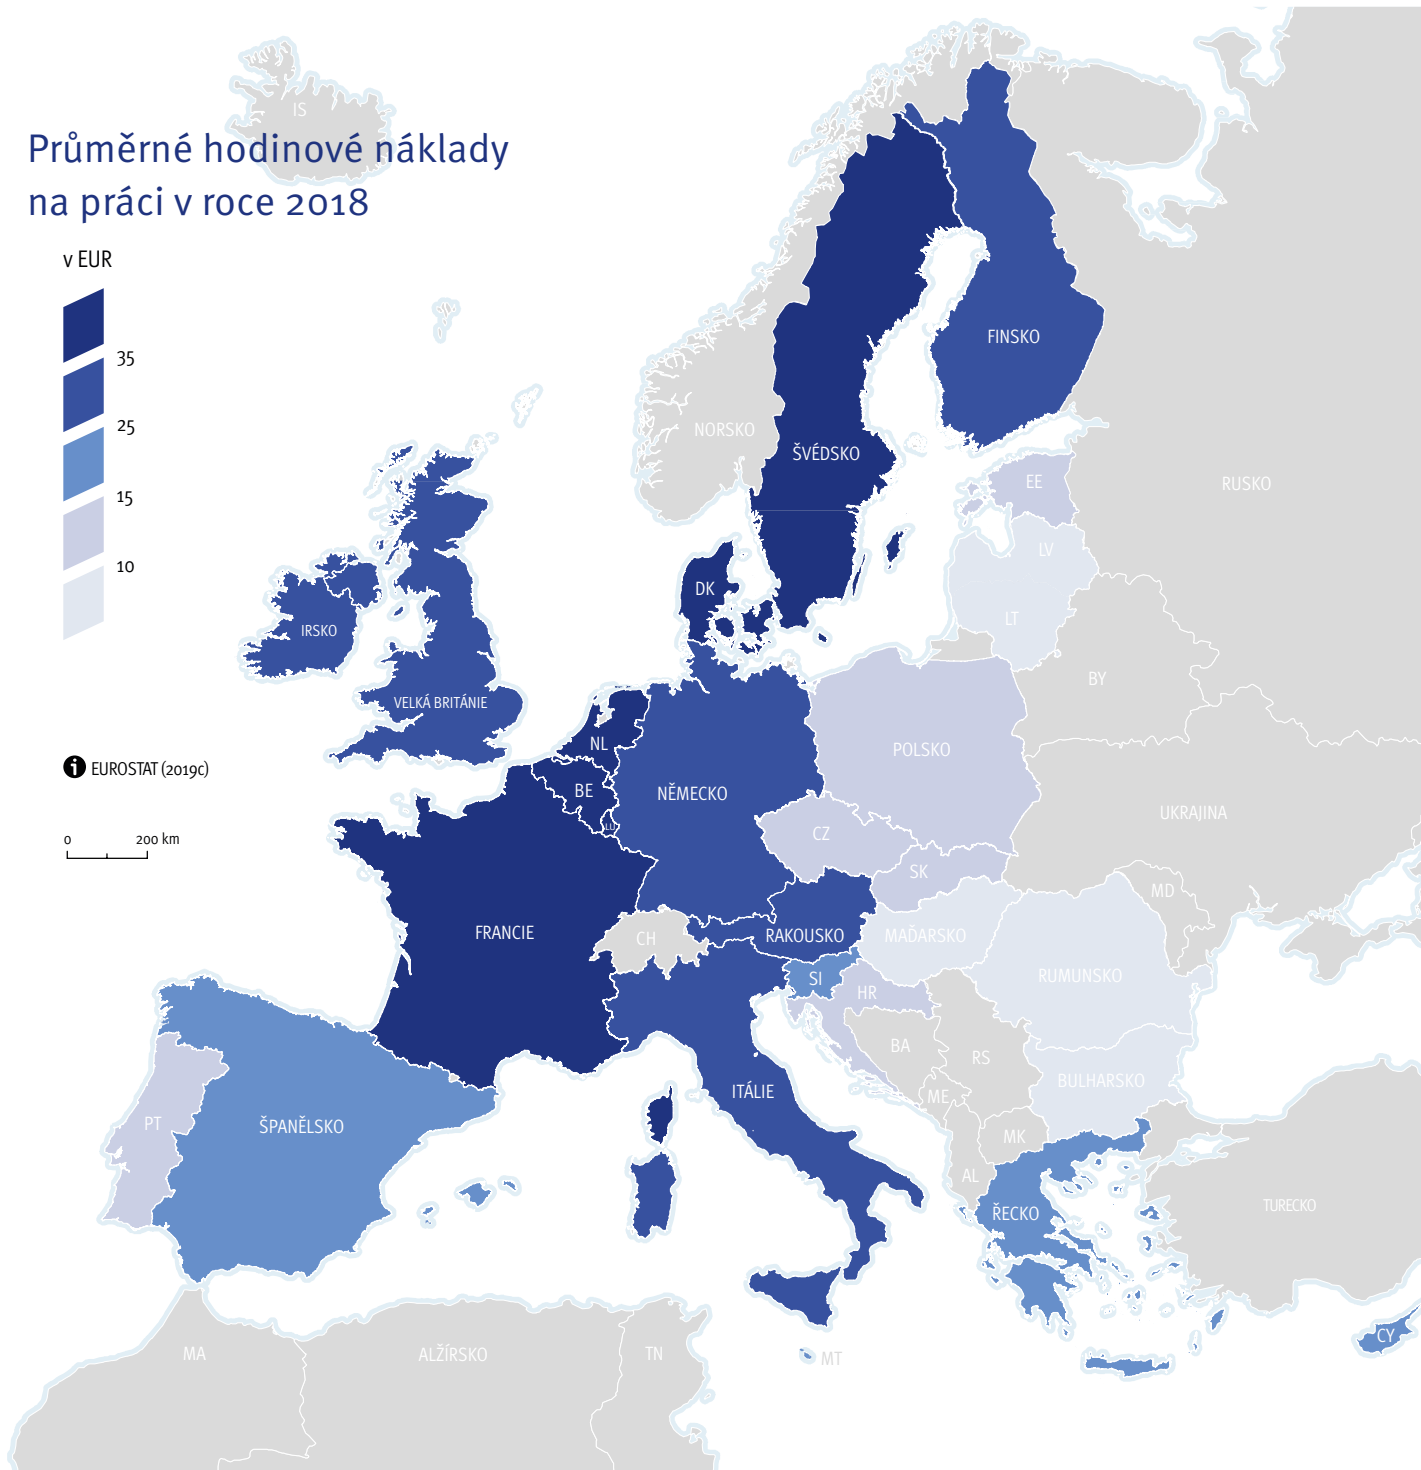 IS
Průměrné hodinové náklady
na práci v roce 2018
v EUR
35
25
15
10
EUROSTAT (2019c)
0 200 km
FINSKO
NORSKO
ŠVÉDSKO
EE
RUSKO
LV
DK
LT
IRSKO
BY
VELKÁ BRITÁNIE
NL
POLSKO
BE
NĚMECKO
UKRAJINA
LU
CZ
SK
MD
FRANCIE
CH
RAKOUSKO
MAĎARSKO
SI
RUMUNSKO
HR
BA
RS
BULHARSKO
ITÁLIE
ME
PT
ŠPANĚLSKO
MK
AL
ŘECKO
TURECKO
CY
MA
ALŽÍRSKO
TN
MT